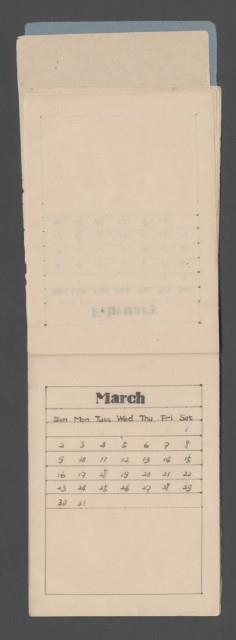 February
March
Sun Mon Tues Wed Thu Fri Sat
1
2 3 4 5 6 7 8
9 10 11 12 13 14 15
16 17 18 19 20 21 22
23 24 25 26 27 28 29
30 31